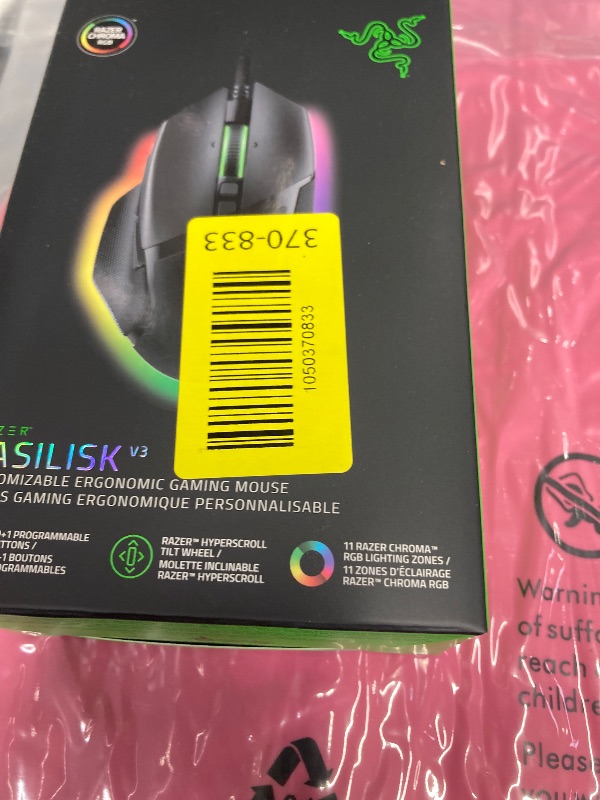 RAZER
CHROMA
RGB
370-833
1050370833
ASILISK V3
OMIZABLE ERGONOMIC GAMING MOUSE
S GAMING ERGONOMIQUE PERSONNALISABLE
+1 PROGRAMMABLE
TTONS /
1 BOUTONS
OGRAMMABLES
RAZER™ HYPERSCROLL
TILT WHEEL /
MOLETTE INCLINABLE
RAZER™ HYPERSCROLL
11 RAZER CHROMA™
RGB LIGHTING ZONES /
11 ZONES D'ÉCLAIRAGE
RAZER™ CHROMA RGB
Warnin
of suffo
reach
childre
Please
you w